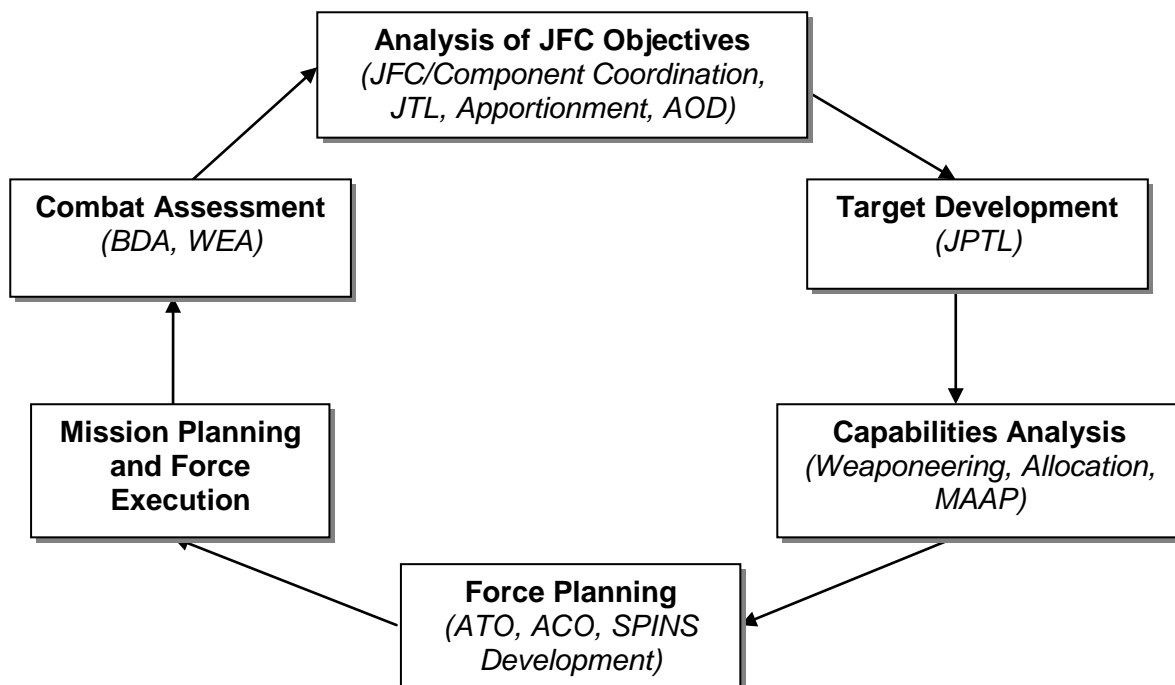 Analysis of JFC Objectives
(JFC/Component Coordination,
JTL, Apportionment, AOD)
Combat Assessment
(BDA, WEA)
Target Development
(JPTL)
Mission Planning
and Force
Execution
Capabilities Analysis
(Weaponeering, Allocation,
MAAP)
Force Planning
(ATO, ACO, SPINS
Development)